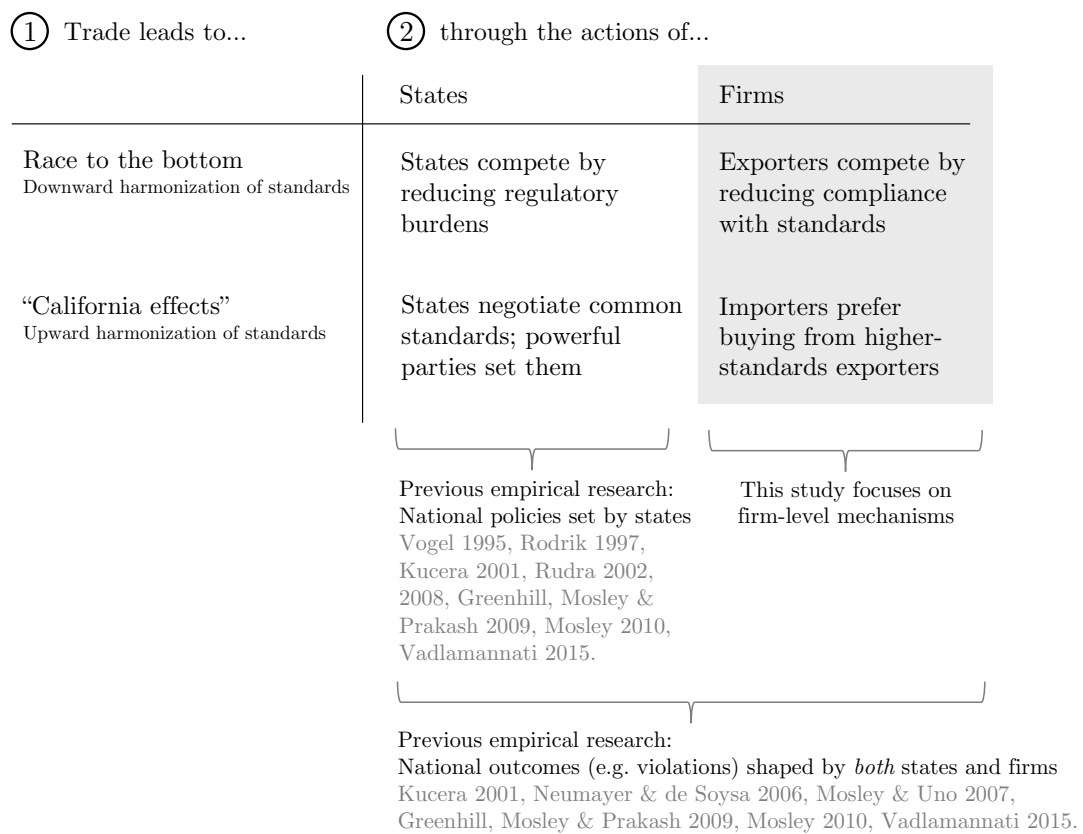 1 Trade leads to...
2 through the actions of...
States
Firms
Race to the bottom
Downward harmonization of standards
States compete by
reducing regulatory
burdens
Exporters compete by
reducing compliance
with standards
“California effects”
Upward harmonization of standards
States negotiate common
standards; powerful
parties set them
Importers prefer
buying from higher-
standards exporters
Previous empirical research:
National policies set by states
Vogel 1995, Rodrik 1997,
Kucera 2001, Rudra 2002,
2008, Greenhill, Mosley &
Prakash 2009, Mosley 2010,
Vadlamannati 2015.
This study focuses on
firm-level mechanisms
Previous empirical research:
National outcomes (e.g. violations) shaped by both states and firms
Kucera 2001, Neumayer & de Soysa 2006, Mosley & Uno 2007,
Greenhill, Mosley & Prakash 2009, Mosley 2010, Vadlamannati 2015.